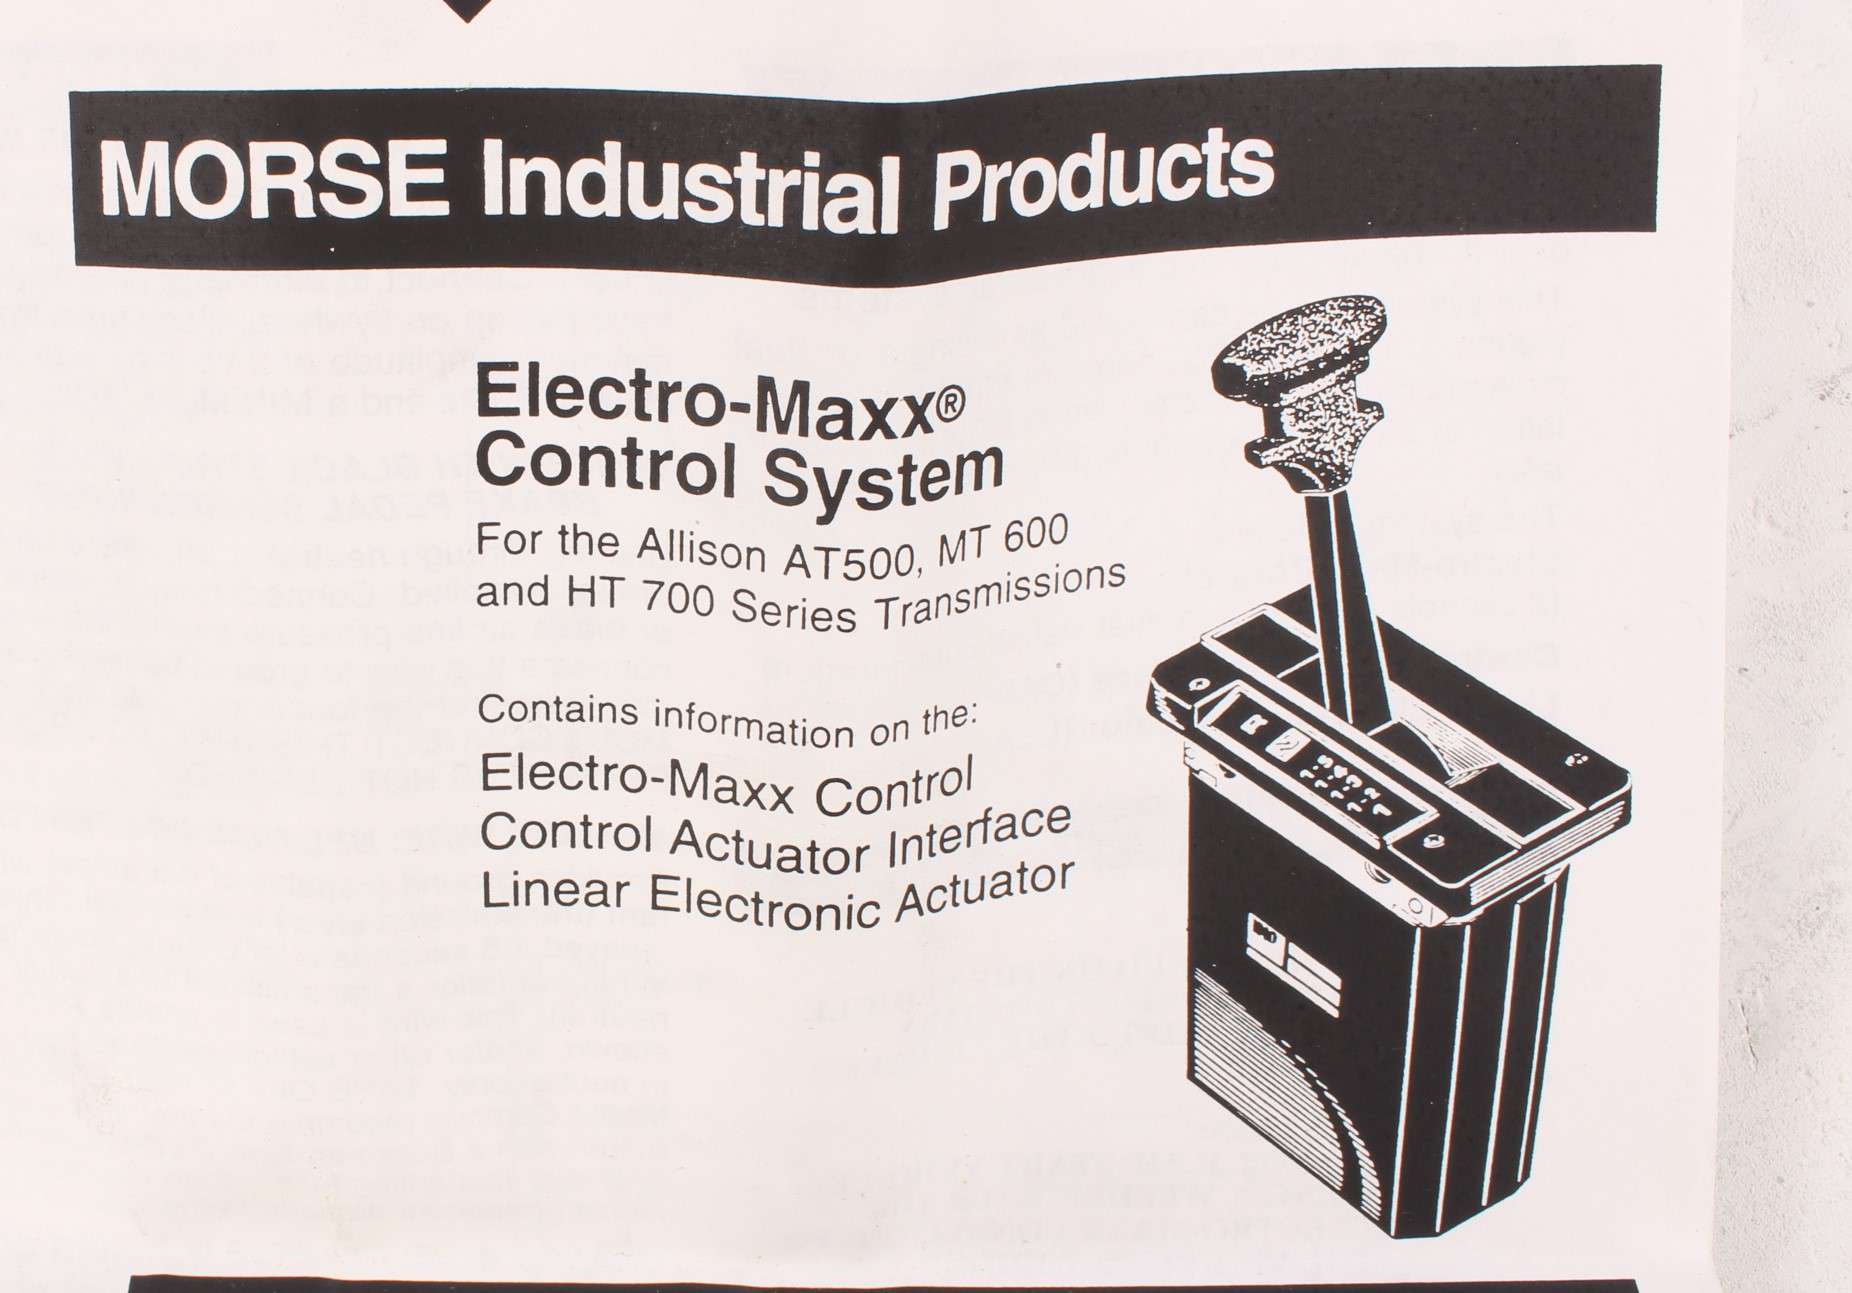 MORSE Industrial Products
Electro-Maxx®
Control System
For the Allison AT500, MT 600
and HT 700 Series Transmissions
Contains information on the:
Electro-Maxx Control
Control Actuator Interface
Linear Electronic Actuator